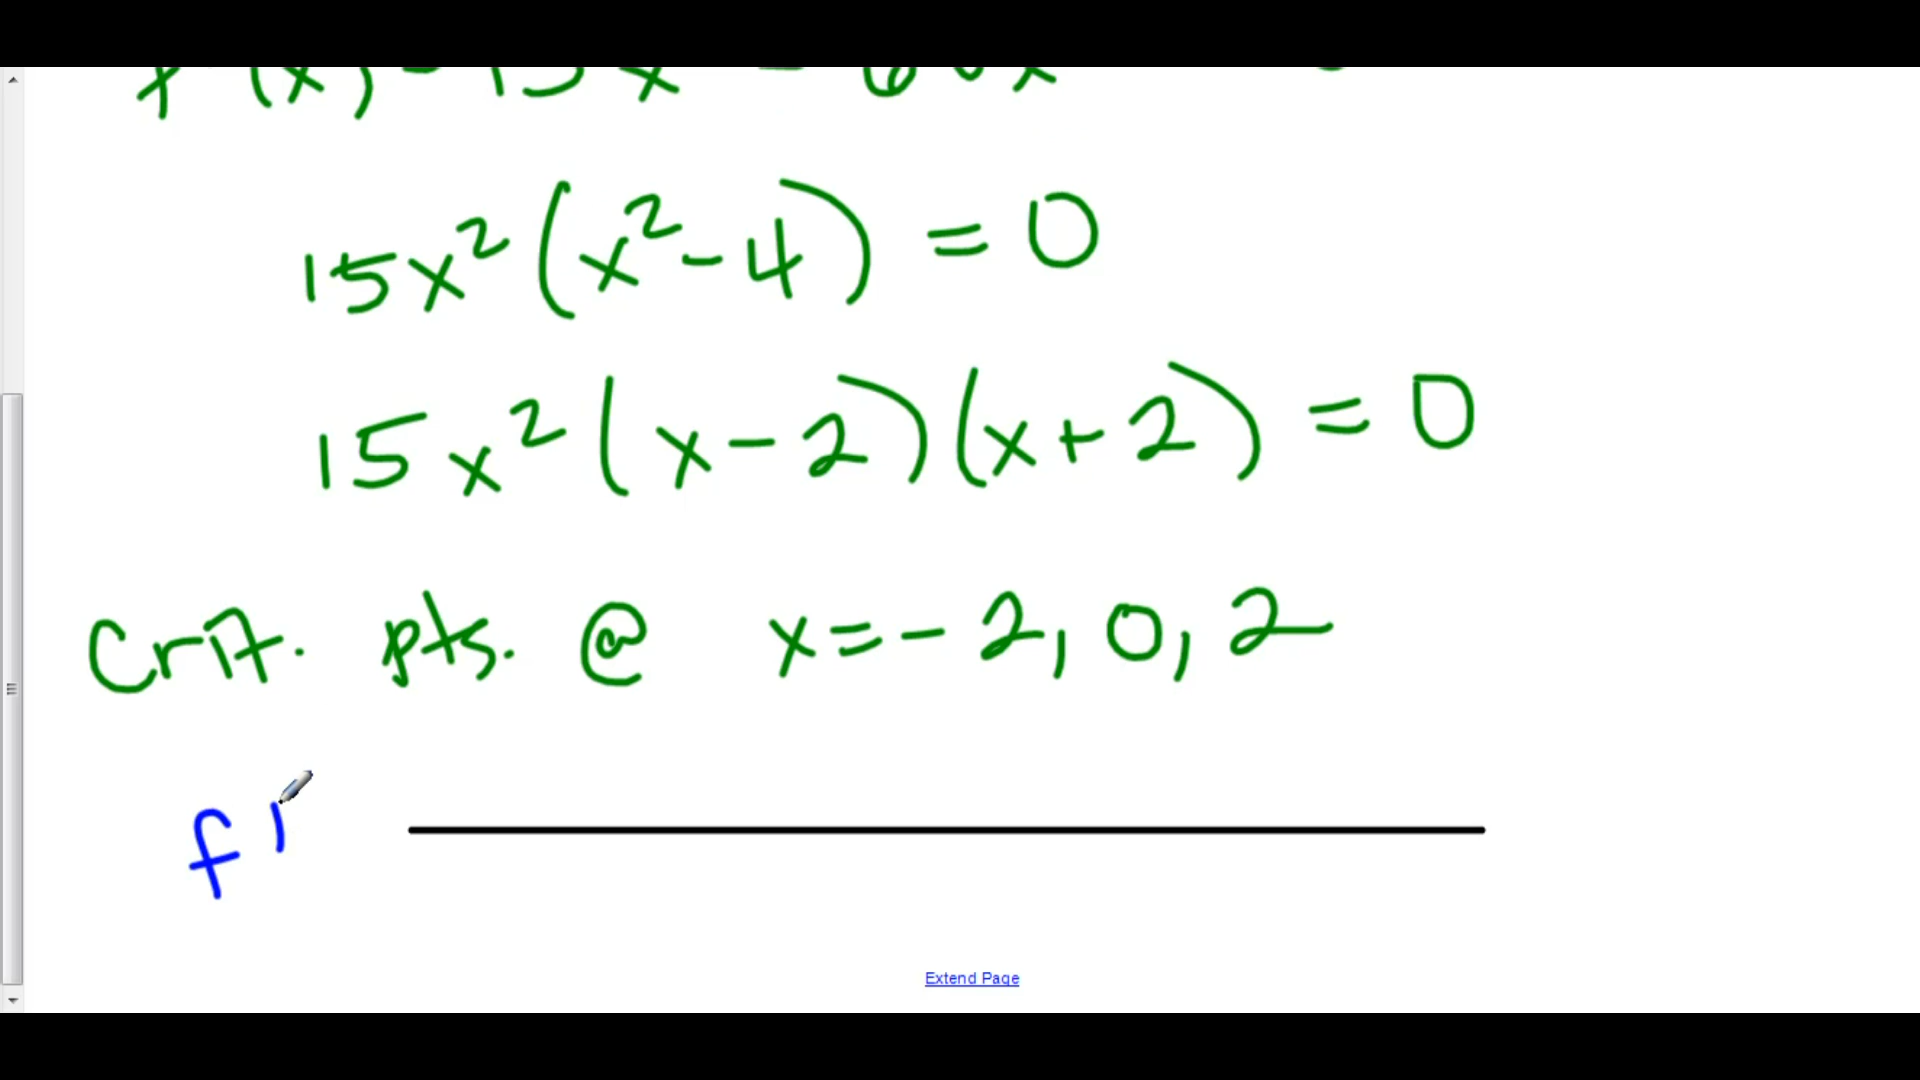 15x²(x²-4) = 0
15x²(x-2)(x+2) = 0
Crit. pts. @ x=-2, 0, 2
f'
Extend Page